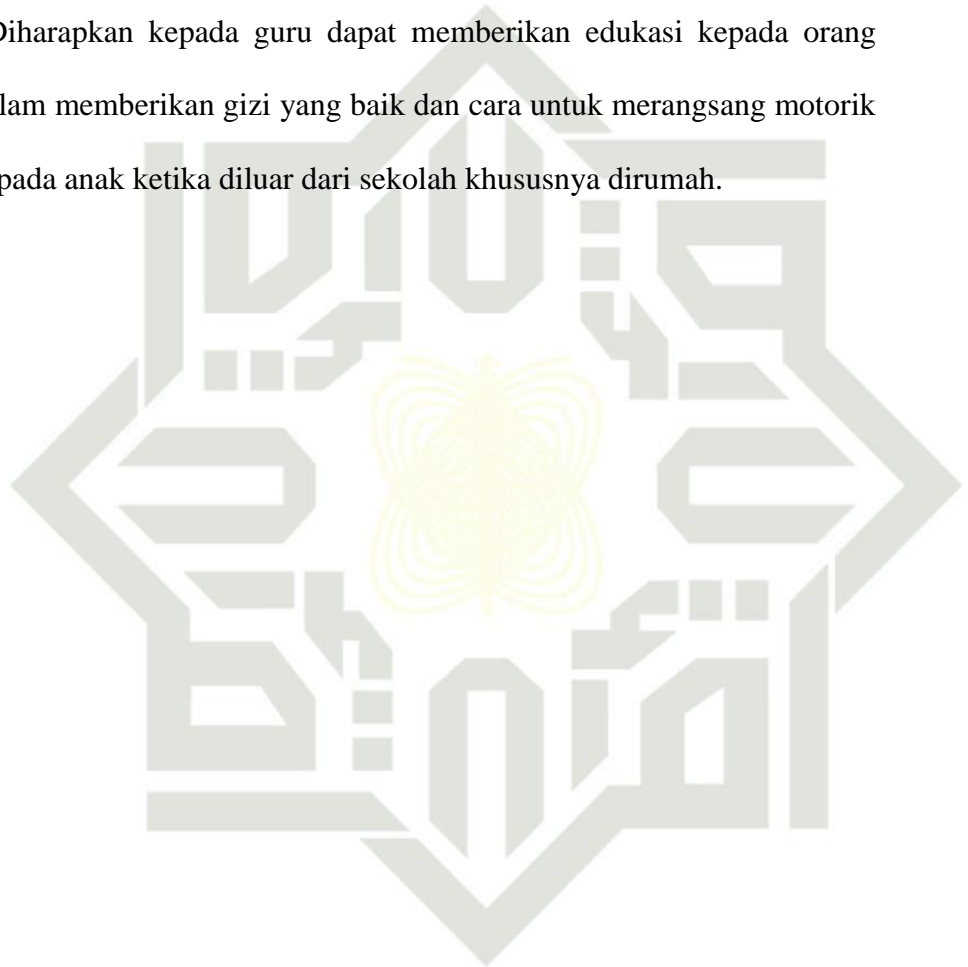 Diharapkan kepada guru dapat memberikan edukasi kepada orang
memberikan gizi yang baik dan cara untuk merangsang motorik
pada anak ketika diluar dari sekolah khususnya dirumah.